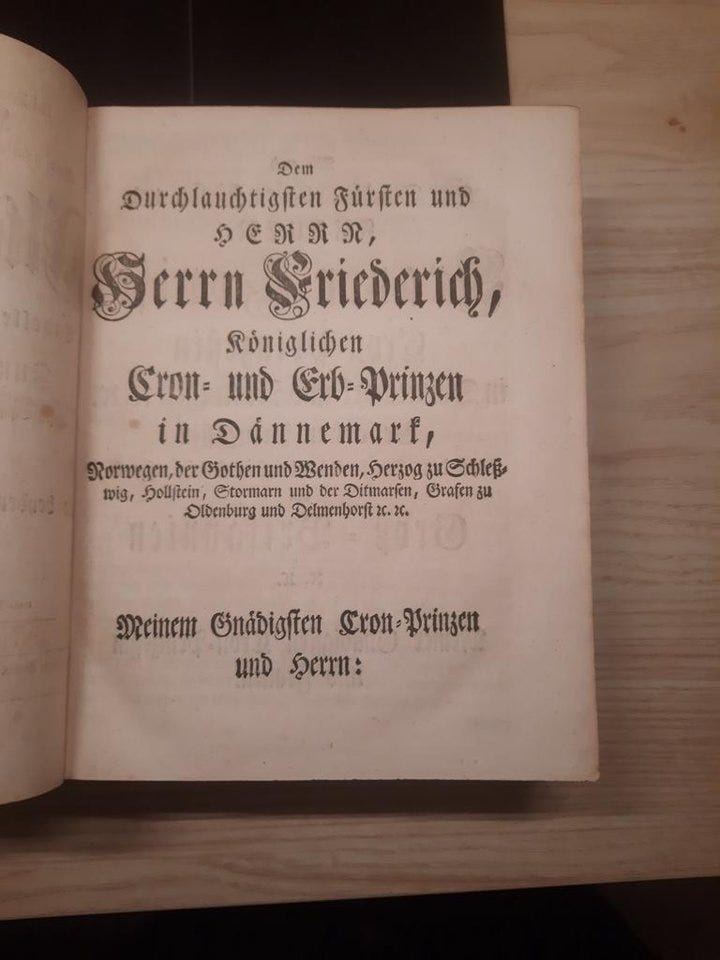 Dem
Durchlauchtigsten Fürsten und
HERRN,
Herrn Friederich,
Königlichen
Cron- und Erb-Prinzen
in Dännemark,
Norwegen, der Gothen und Wenden, Herzog zu Schleß-
wig, Hollstein, Stormarn und der Ditmarsen, Grafen zu
Oldenburg und Delmenhorst ꝛc. ꝛc.
Meinem Gnädigsten Cron-Prinzen
und Herrn: